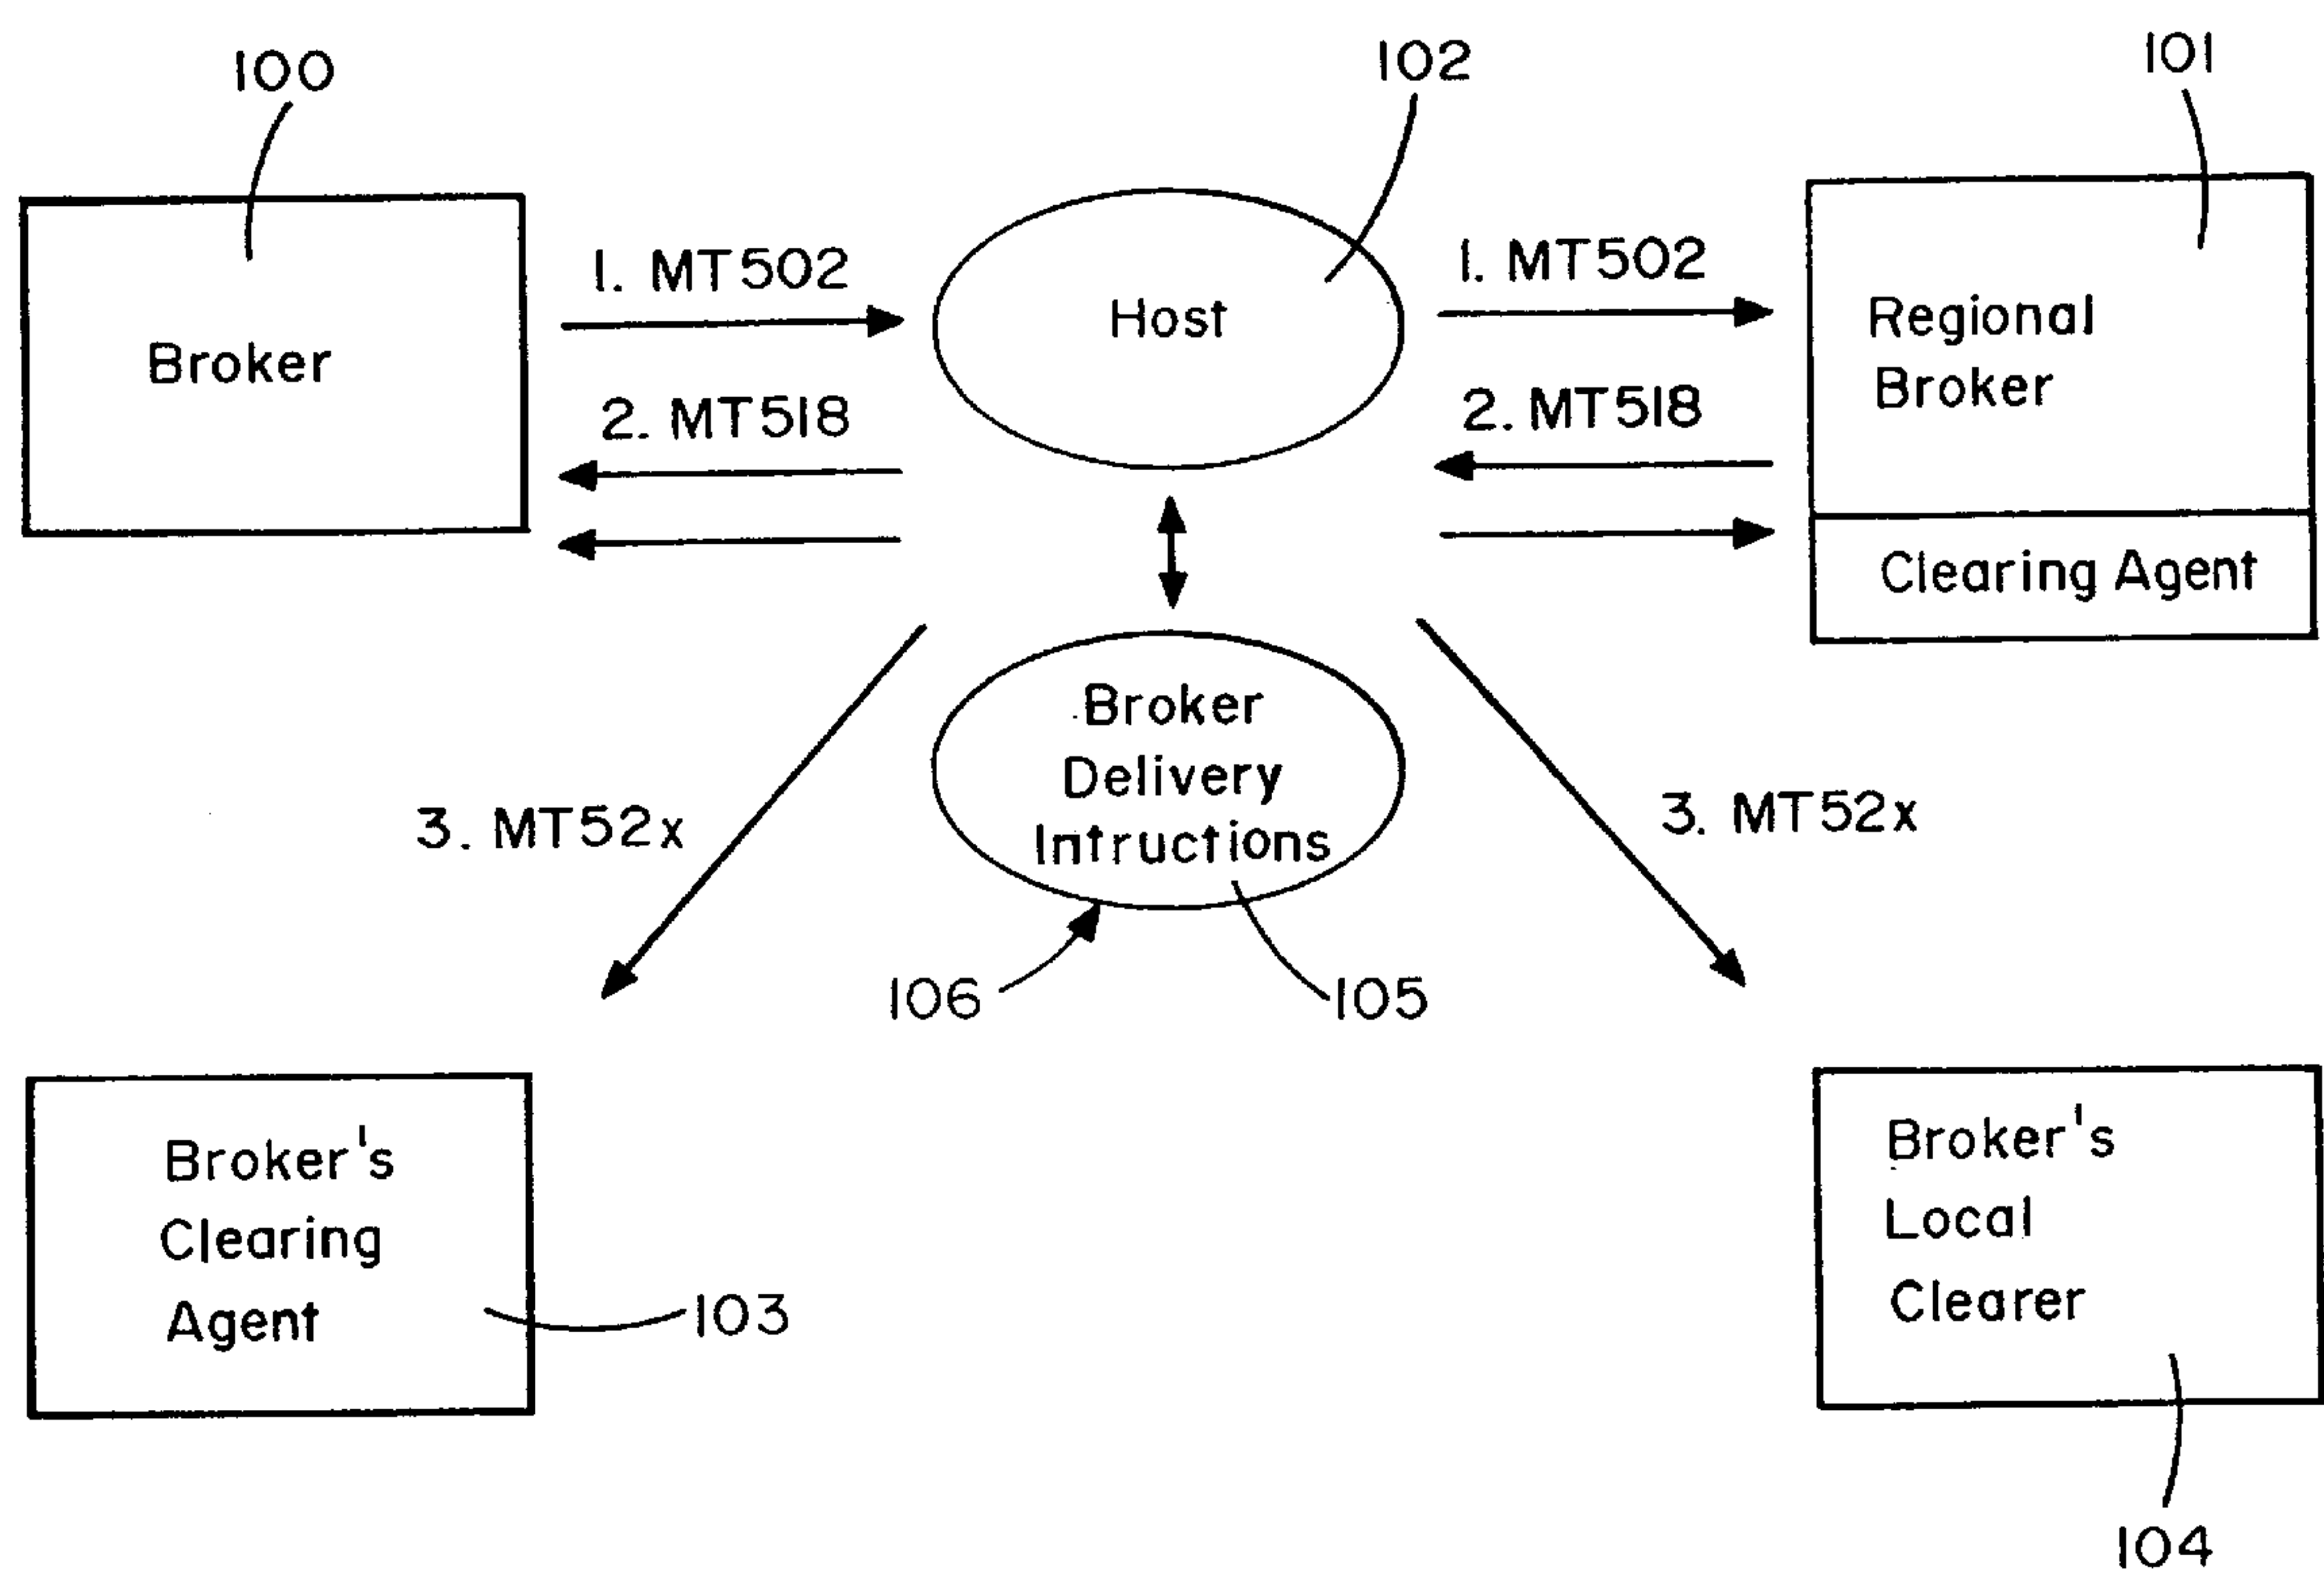 100
102
101
1. MT502
1. MT502
Host
Regional
Broker
Broker
2. MT518
2. MT518
Clearing Agent
Broker
Delivery
Intructions
3. MT52x
3. MT52x
106
105
Broker's
Clearing
Agent
103
Broker's
Local
Clearer
104